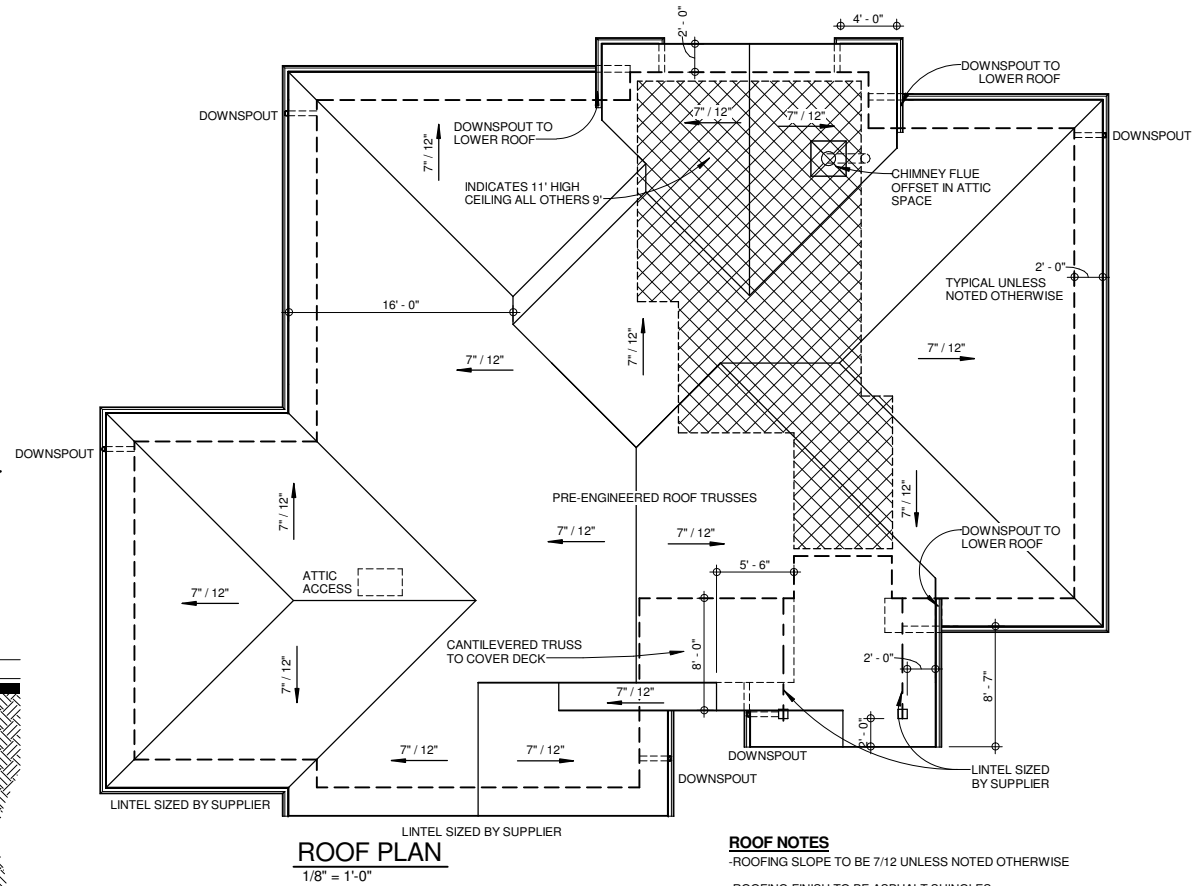 4' - 0"
2' - 0"
DOWNSPOUT TO
LOWER ROOF
DOWNSPOUT
DOWNSPOUT TO
LOWER ROOF
7" / 12"
7" / 12"
7" / 12"
DOWNSPOUT
INDICATES 11' HIGH
CEILING ALL OTHERS 9'
CHIMNEY FLUE
OFFSET IN ATTIC
SPACE
2' - 0"
TYPICAL UNLESS
NOTED OTHERWISE
16' - 0"
7" / 12"
7" / 12"
7" / 12"
DOWNSPOUT
PRE-ENGINEERED ROOF TRUSSES
7" / 12"
7" / 12"
7" / 12"
7" / 12"
DOWNSPOUT TO
LOWER ROOF
5' - 6"
ATTIC
ACCESS
7" / 12"
CANTILEVERED TRUSS
TO COVER DECK
8' - 0"
2' - 0"
8' - 7"
7" / 12"
7" / 12"
2' - 0"
7" / 12"
7" / 12"
DOWNSPOUT
DOWNSPOUT
LINTEL SIZED
BY SUPPLIER
LINTEL SIZED BY SUPPLIER
LINTEL SIZED BY SUPPLIER
ROOF PLAN
1/8" = 1'-0"
ROOF NOTES
-ROOFING SLOPE TO BE 7/12 UNLESS NOTED OTHERWISE
-ROOFING FINISH TO BE ASPHALT SHINGLES